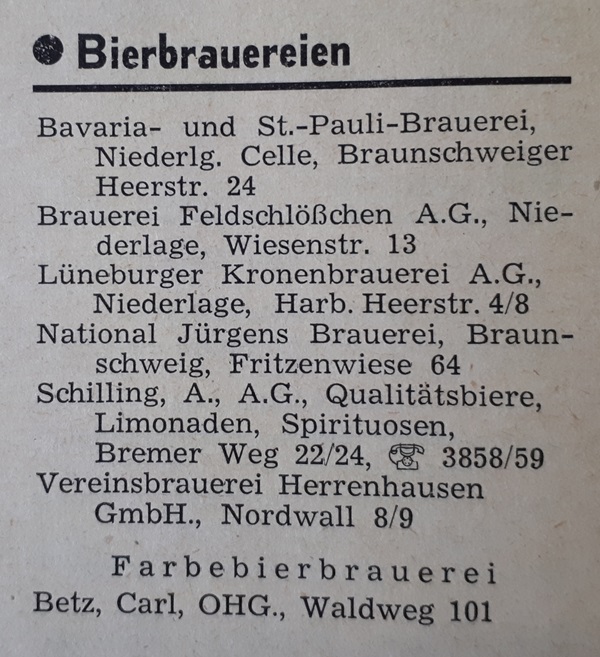 Bierbrauereien
Bavaria- und St.-Pauli-Brauerei,
Niederlg. Celle, Braunschweiger
Heerstr. 24
Brauerei Feldschlößchen A.G., Nie-
derlage, Wiesenstr. 13
Lüneburger Kronenbrauerei A.G.,
Niederlage, Harb. Heerstr. 4/8
National Jürgens Brauerei, Braun-
schweig, Fritzenwiese 64
Schilling, A., A.G., Qualitätsbiere,
Limonaden, Spirituosen,
Bremer Weg 22/24, ☎ 3858/59
Vereinsbrauerei Herrenhausen
GmbH., Nordwall 8/9
Farbebierbrauerei
Betz, Carl, OHG., Waldweg 101